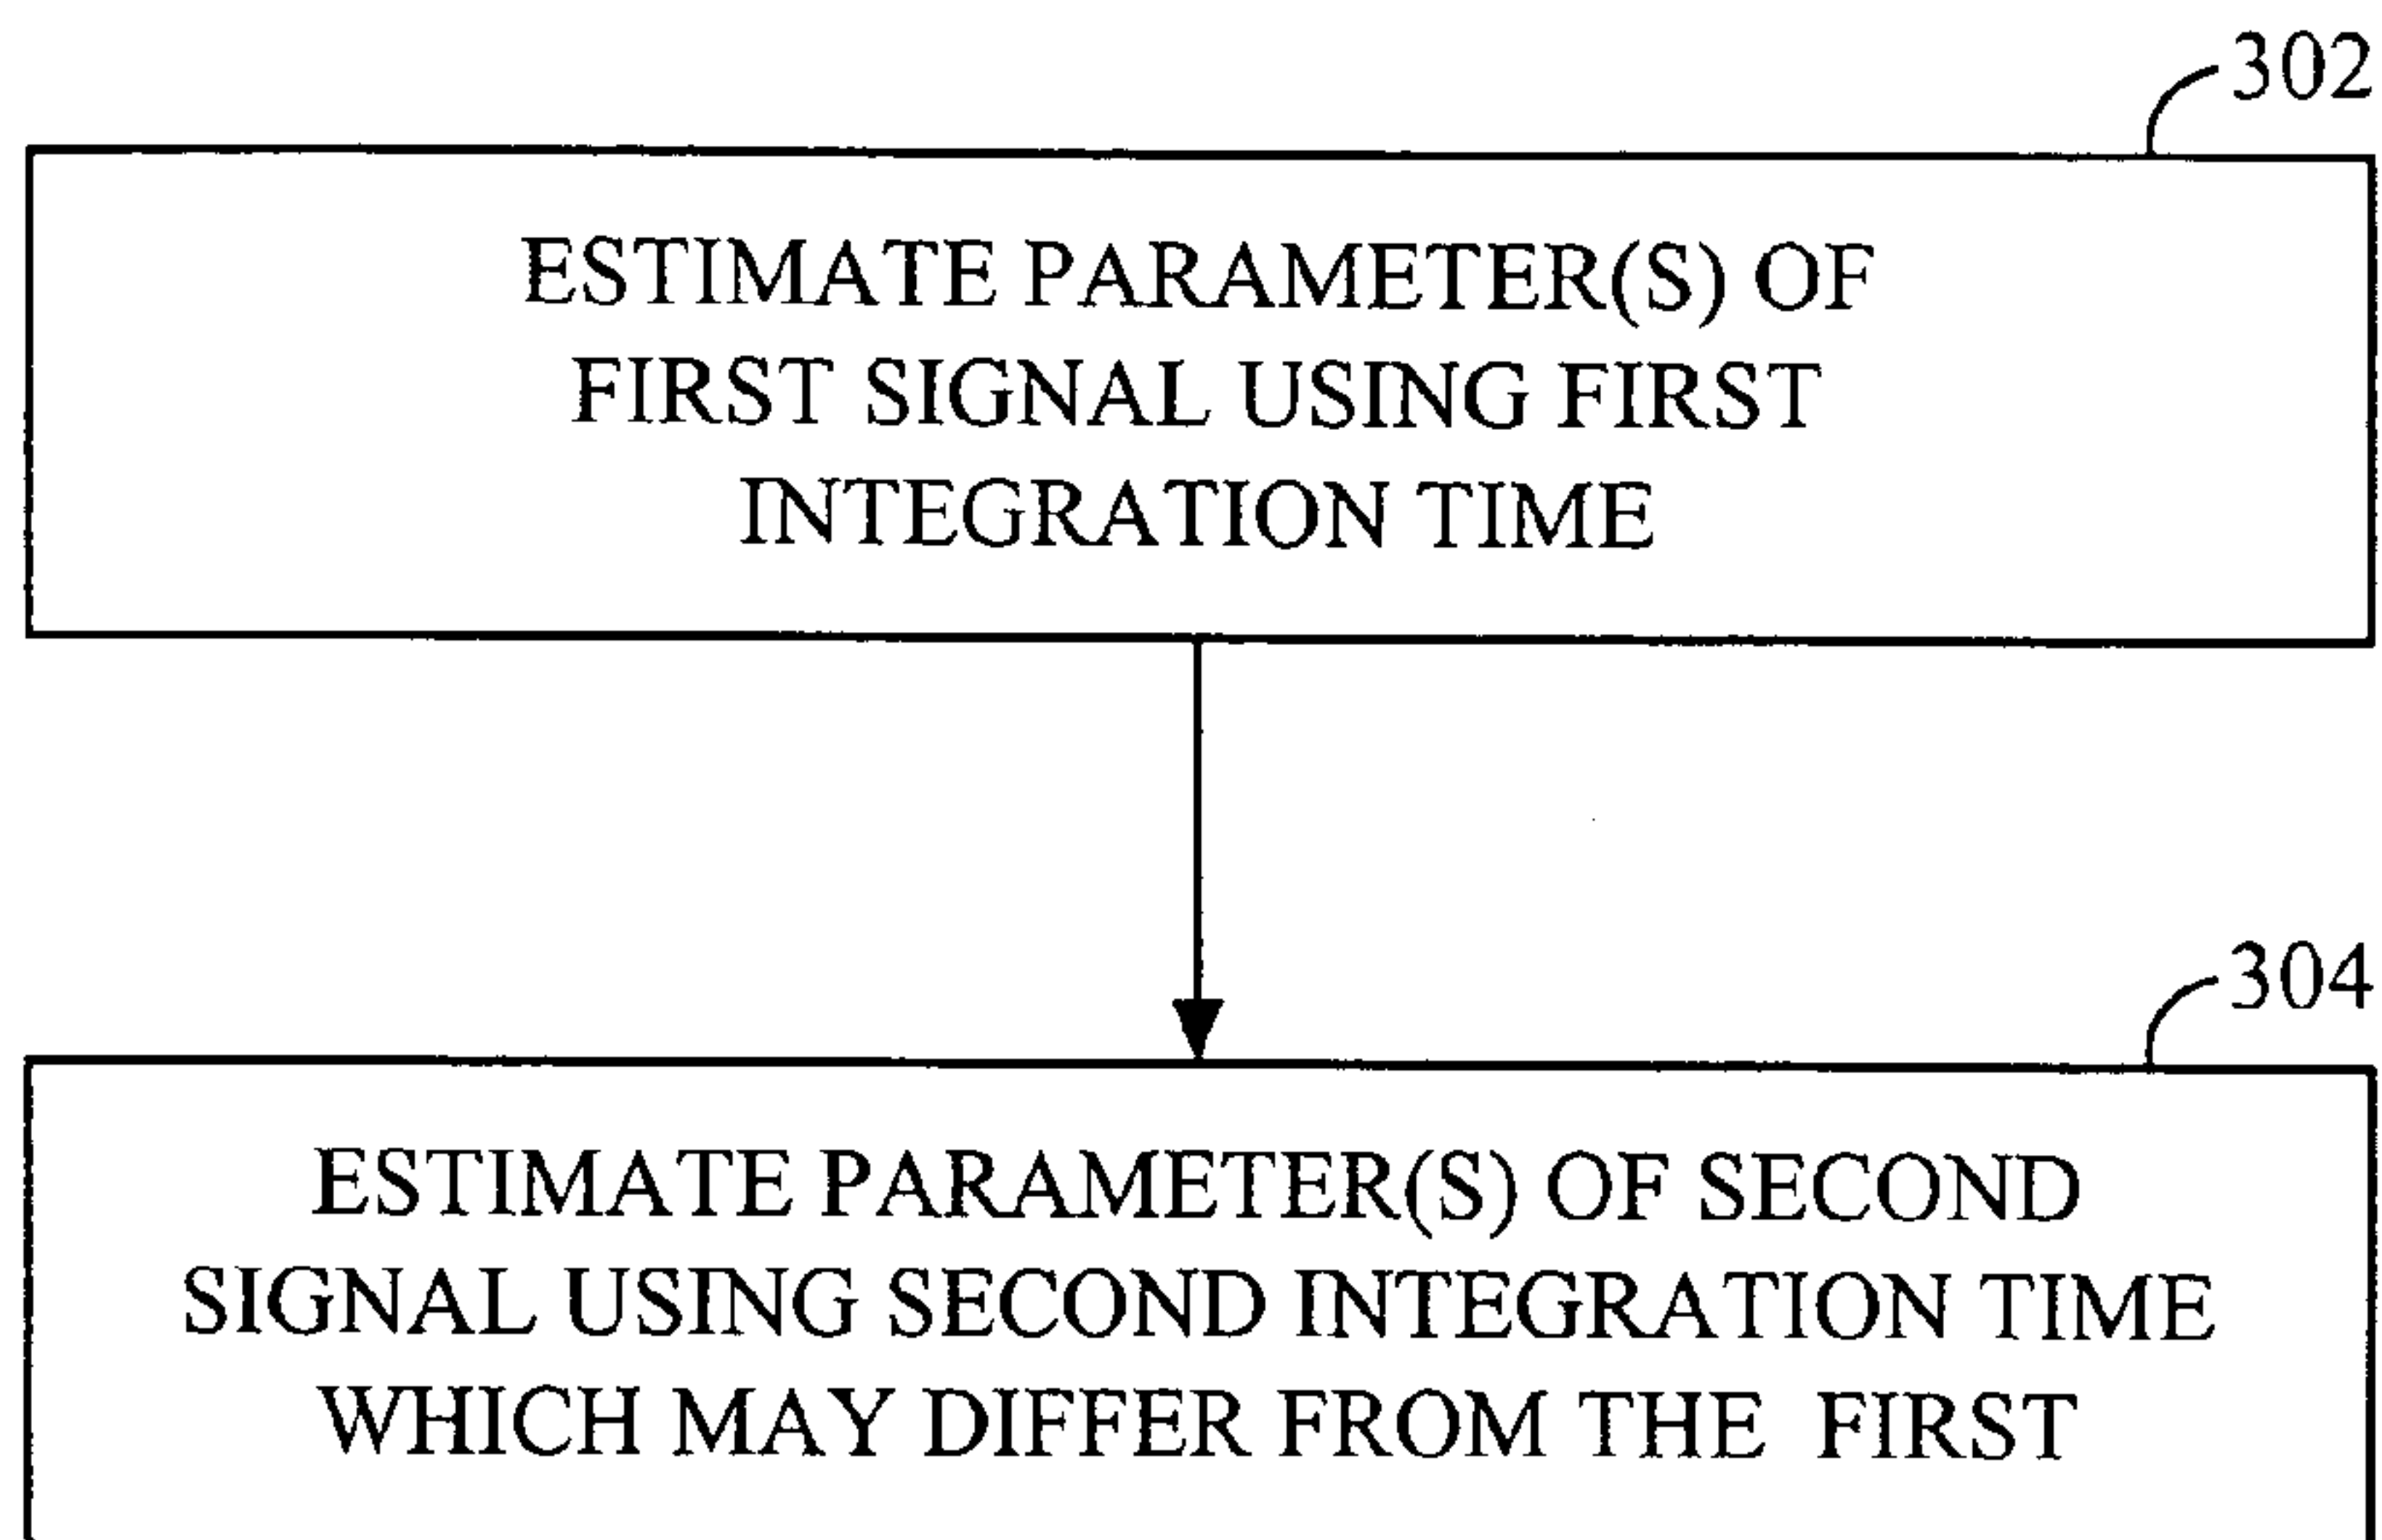 302
ESTIMATE PARAMETER(S) OF
FIRST SIGNAL USING FIRST
INTEGRATION TIME
304
ESTIMATE PARAMETER(S) OF SECOND
SIGNAL USING SECOND INTEGRATION TIME
WHICH MAY DIFFER FROM THE FIRST